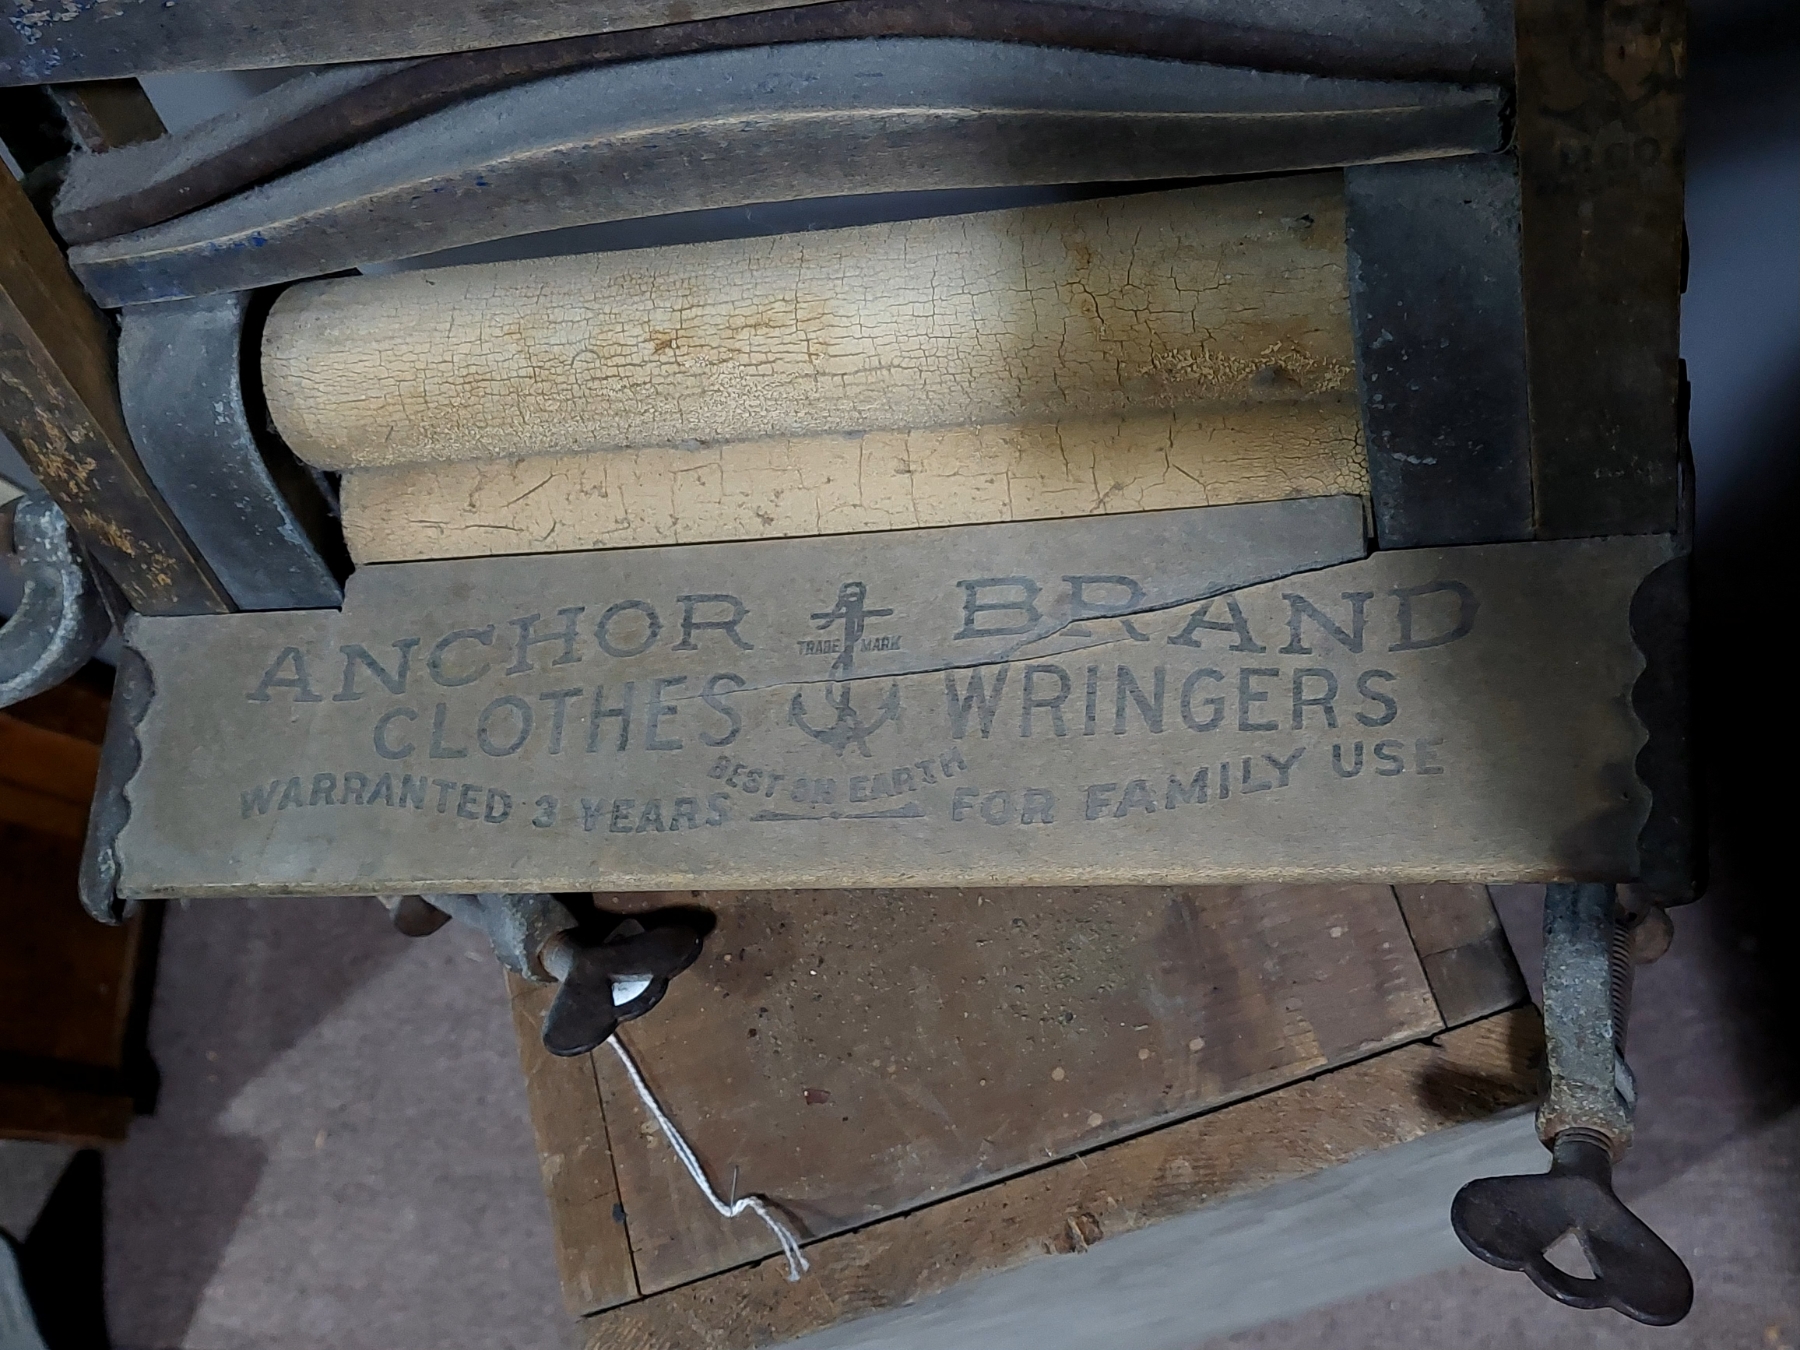 ANCHOR BRAND
TRADE MARK
CLOTHES WRINGERS
BEST ON EARTH
WARRANTED 3 YEARS FOR FAMILY USE